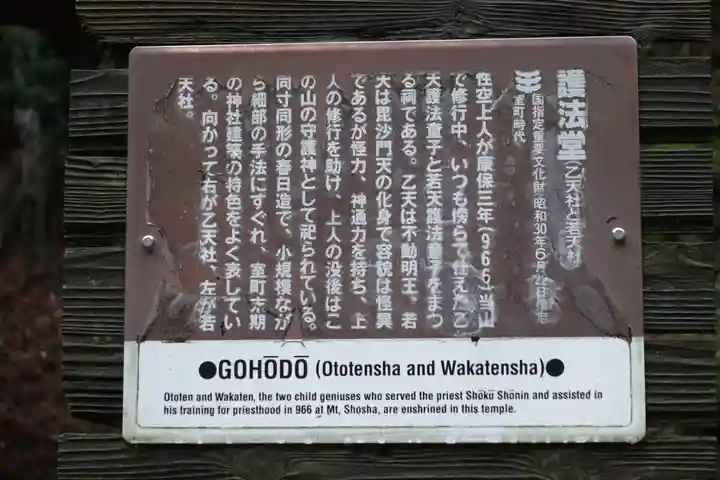 護法堂(乙天社と若天社)
国指定重要文化財 昭和30年6月22日指定
室町時代
性空上人が康保三年(966)当山
で修行中、いつも傍らで仕えた乙
天護法童子と若天護法童子をまつ
る祠である。乙天は不動明王、若
天は毘沙門天の化身で容貌は怪異
であるが怪力、神通力を持ち、上
人の修行を助け、上人の没後はこ
の山の守護神として祀られている。
同寸同形の春日造で、小規模なが
ら細部の手法にすぐれ、室町末期
の神社建築の特色をよく表してい
る。向かって右が乙天社、左が若
天社。
●GOHŌDŌ (Ototensha and Wakatensha)●
Ototen and Wakaten, the two child geniuses who served the priest Shōkū Shōnin and assisted in
his training for priesthood in 966 at Mt, Shosha, are enshrined in this temple.